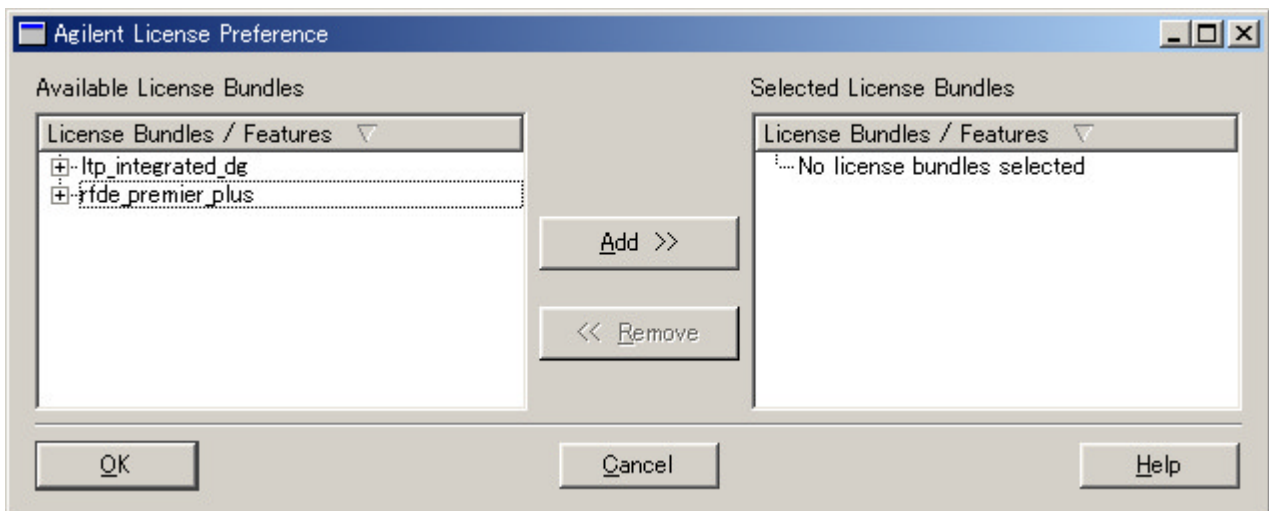 Agilent License Preference
Available License Bundles
Selected License Bundles
License Bundles / Features
License Bundles / Features
ltp_integrated_dg
No license bundles selected
rfde_premier_plus
Add >>
<< Remove
OK
Cancel
Help